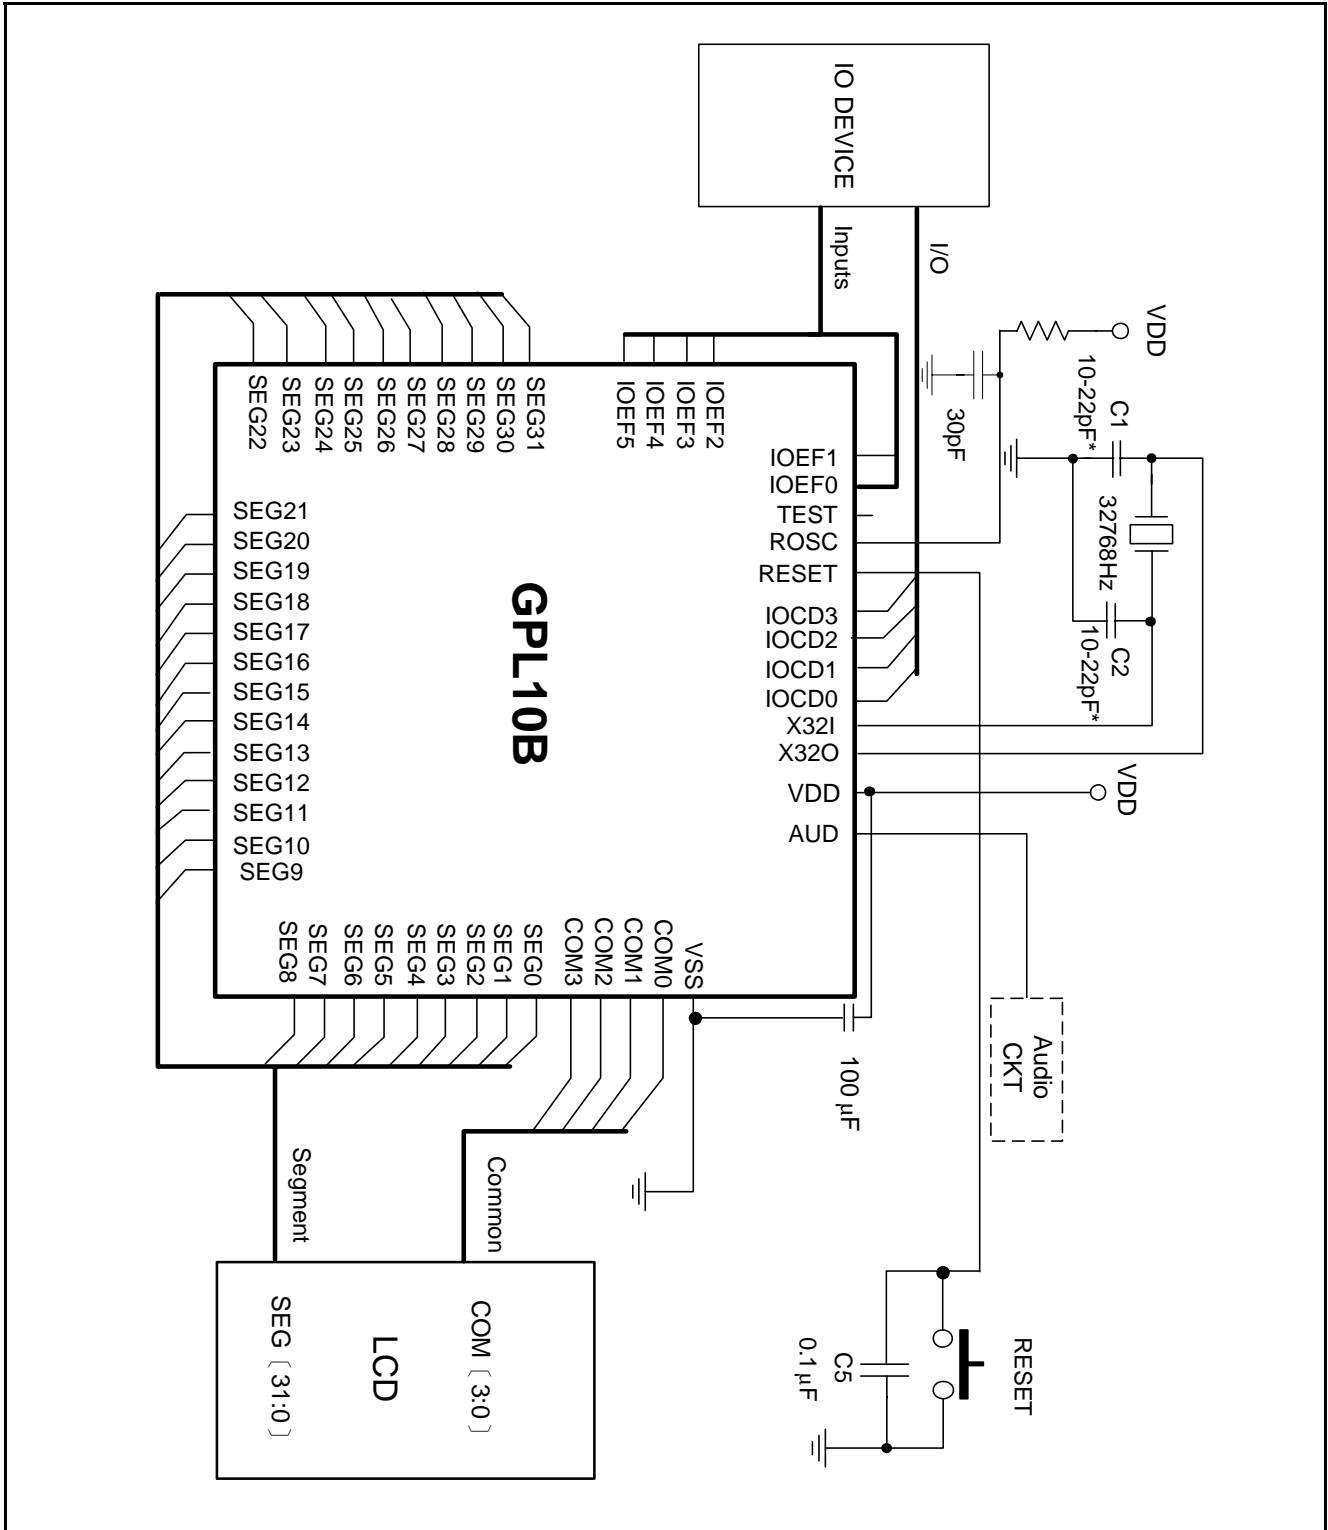 IO DEVICE
Inputs
I/O
VDD
30pF
10-22pF*
C1
32768Hz
C2
10-22pF*
VDD
SEG22
SEG23
SEG24
SEG25
SEG26
SEG27
SEG28
SEG29
SEG30
SEG31
IOEF5
IOEF4
IOEF3
IOEF2
IOEF1
IOEF0
TEST
ROSC
RESET
IOCD3
IOCD2
IOCD1
IOCD0
X32I
X32O
VDD
AUD
SEG21
SEG20
SEG19
SEG18
SEG17
SEG16
SEG15
SEG14
SEG13
SEG12
SEG11
SEG10
SEG9
GPL10B
SEG8
SEG7
SEG6
SEG5
SEG4
SEG3
SEG2
SEG1
SEG0
COM3
COM2
COM1
COM0
VSS
100 μF
Audio
CKT
Segment
Common
SEG〔31:0〕
LCD
COM〔3:0〕
C5
0.1 μF
RESET